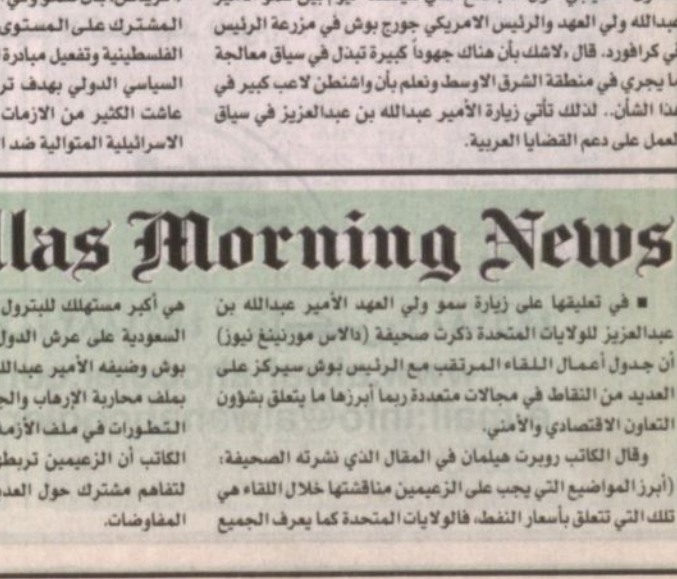 عبدالله ولي العهد والرئيس الامريكي جورج بوش في مزرعة الرئيس
في كرافورد. قال «لاشك بأن هناك جهوداً كبيرة تبذل في سياق معالجة
ما يجري في منطقة الشرق الاوسط ونعلم بأن واشنطن لاعب كبير في
هذا الشأن.. لذلك تأتي زيارة الأمير عبدالله بن عبدالعزيز في سياق
العمل على دعم القضايا العربية.
المشترك على المستوى
الفلسطينية وتفعيل مبادرة
السياسي الدولي بهدف
عاشت الكثير من الازمات
الاسرائيلية المتوالية ضد
llas Morning News
■ في تعليقها على زيارة سمو ولي العهد الأمير عبدالله بن
عبدالعزيز للولايات المتحدة ذكرت صحيفة (دالاس مورنينغ نيوز)
أن جدول أعمال اللقاء المرتقب مع الرئيس بوش سيركز على
العديد من النقاط في مجالات متعددة ربما أبرزها ما يتعلق بشؤون
التعاون الاقتصادي والأمني.
وقال الكاتب روبرت هيلمان في المقال الذي نشرته الصحيفة:
(أبرز المواضيع التي يجب على الزعيمين مناقشتها خلال اللقاء هي
تلك التي تتعلق بأسعار النفط، فالولايات المتحدة كما يعرف الجميع
هي أكبر مستهلك للبترول
السعودية على عرش الدول
بوش وضيفه الأمير
بملف محاربة الإرهاب
التطورات في ملف
الكاتب أن الزعيمين
لتفاهم مشترك حول
المفاوضات.